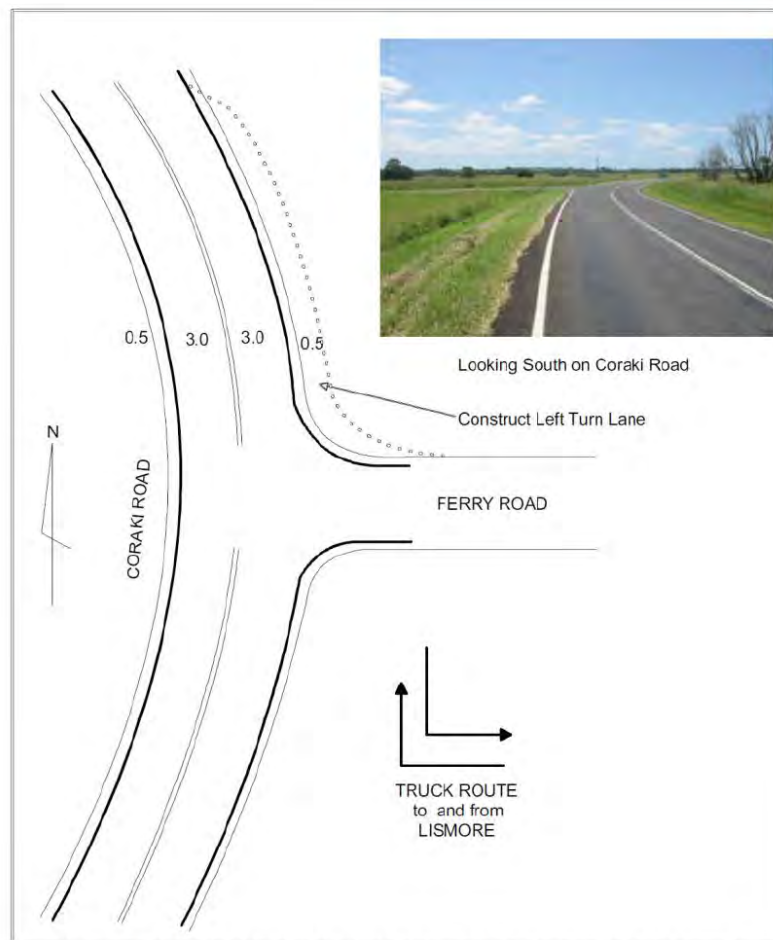 Looking South on Coraki Road
0.5
3.0
3.0
0.5
Construct Left Turn Lane
N
CORAKI ROAD
FERRY ROAD
TRUCK ROUTE
to and from
LISMORE